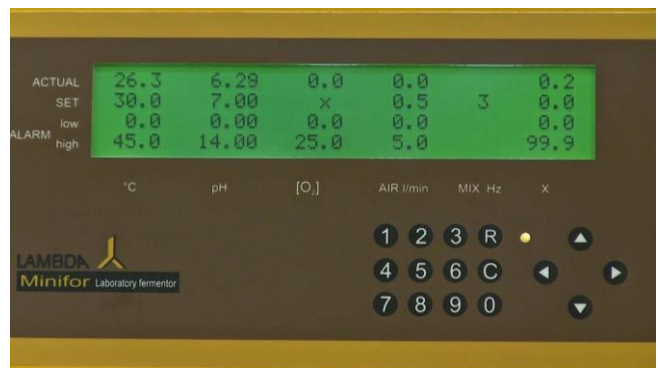 ACTUAL 26.3 6.29 0.0 0.0 0.2
SET 30.0 7.00 x 0.5 3 0.0
low 0.0 0.00 0.0 0.0 0.0
ALARM high 45.0 14.00 25.0 5.0 99.9
°C pH [O₂] AIR l/min MIX Hz X
1 2 3 R
4 5 6 C
7 8 9 0
LAMBDA
Minifor Laboratory fermentor